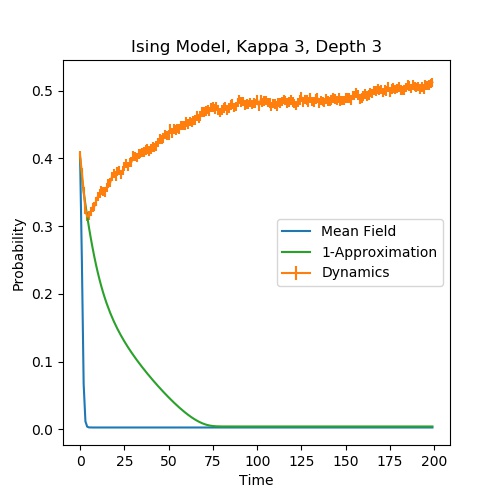 Ising Model, Kappa 3, Depth 3
Probability
0.5
0.4
0.3
0.2
0.1
0.0
Mean Field
1-Approximation
Dynamics
0 25 50 75 100 125 150 175 200
Time